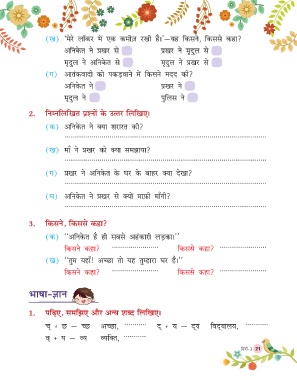 (ख) 'मेरे लॉकर में एक कमीज़ रखी है।'–यह किसने, किससे कहा?
अनिकेत ने प्रखर से प्रखर ने मृदुल से
मृदुल ने अनिकेत से मृदुल ने प्रखर से
(ग) आतंकवादी को पकड़वाने में किसने मदद की?
अनिकेत ने प्रखर ने
मृदुल ने पुलिस ने
2. निम्नलिखित प्रश्नों के उत्तर लिखिए।
(क) अनिकेत ने क्या शरारत की?
(ख) माँ ने प्रखर को क्या समझाया?
(ग) प्रखर ने अनिकेत के घर के बाहर क्या देखा?
(घ) अनिकेत ने प्रखर से क्यों माफ़ी माँगी?
3. किसने, किससे कहा?
(क) "अनिकेत है ही सबसे अहंकारी लड़का।"
किसने कहा? किससे कहा?
(ख) "तुम यहाँ! अच्छा तो यह तुम्हारा घर है।"
किसने कहा? किससे कहा?
भाषा-ज्ञान
1. पढ़िए, समझिए और अन्य शब्द लिखिए।
च् + छ – च्छ अच्छा, द् + य – द्य विद्यालय,
व् + य – व्य व्यक्ति,
21